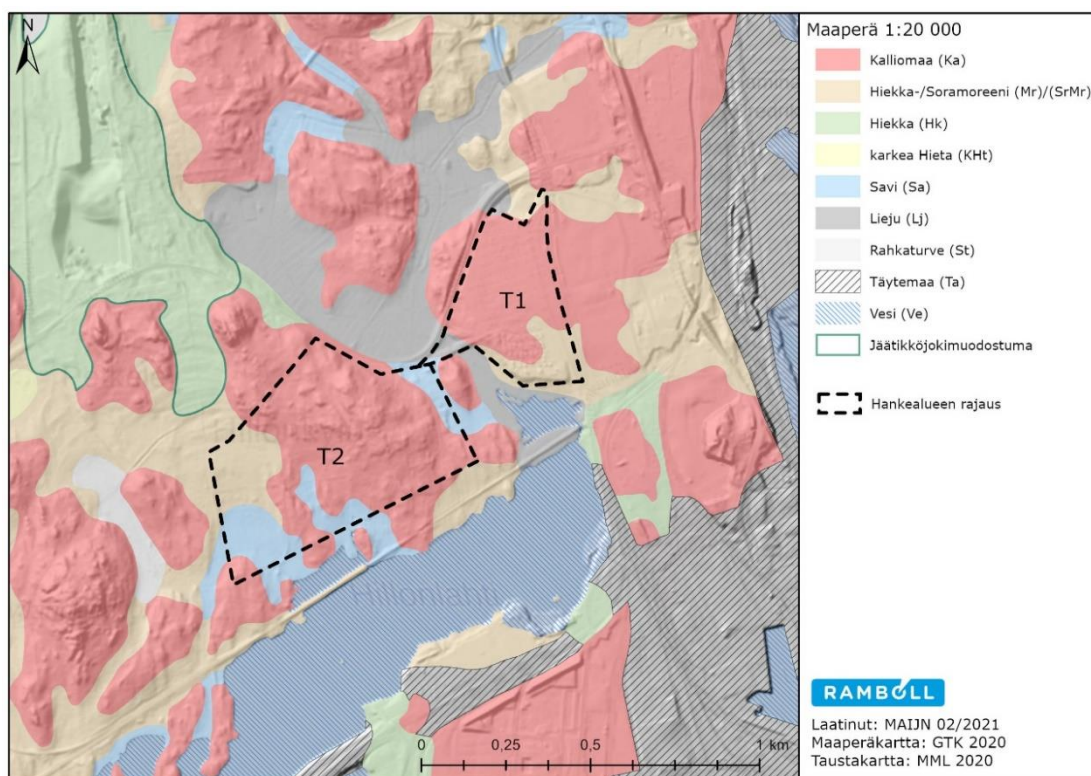 N
T1
T2
Hillonlahti
0
0,25
0,5
1 km
Maaperä 1:20 000
Kalliomaa (Ka)
Hiekka-/Soramoreeni (Mr)/(SrMr)
Hiekka (Hk)
karkea Hieta (KHt)
Savi (Sa)
Lieju (Lj)
Rahkaturve (St)
Täytemaa (Ta)
Vesi (Ve)
Jäätikköjokimuodostuma
Hankealueen rajaus
RAMBOLL
Laatinut: MAIJN 02/2021
Maaperäkartta: GTK 2020
Taustakartta: MML 2020